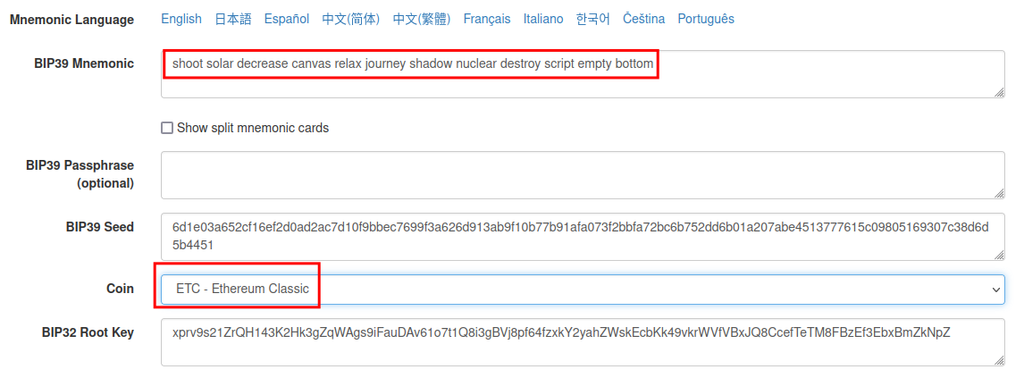 Mnemonic Language English 日本語 Español 中文(简体) 中文(繁體) Français Italiano 한국어 Čeština Português
BIP39 Mnemonic shoot solar decrease canvas relax journey shadow nuclear destroy script empty bottom
Show split mnemonic cards
BIP39 Passphrase
(optional)
BIP39 Seed 6d1e03a652cf16ef2d0ad2ac7d10f9bbec7699f3a626d913ab9f10b77b91afa073f2bbfa72bc6b752dd6b01a207abe4513777615c09805169307c38d6d
5b4451
Coin ETC - Ethereum Classic
BIP32 Root Key xprv9s21ZrQH143K2Hk3gZqWAgs9iFauDAv61o7t1Q8i3gBVj8pf64fzxkY2yahZWskEcbKk49vkrWVfVBxJQ8CcefTeTM8FBzEf3EbxBmZkNpZ